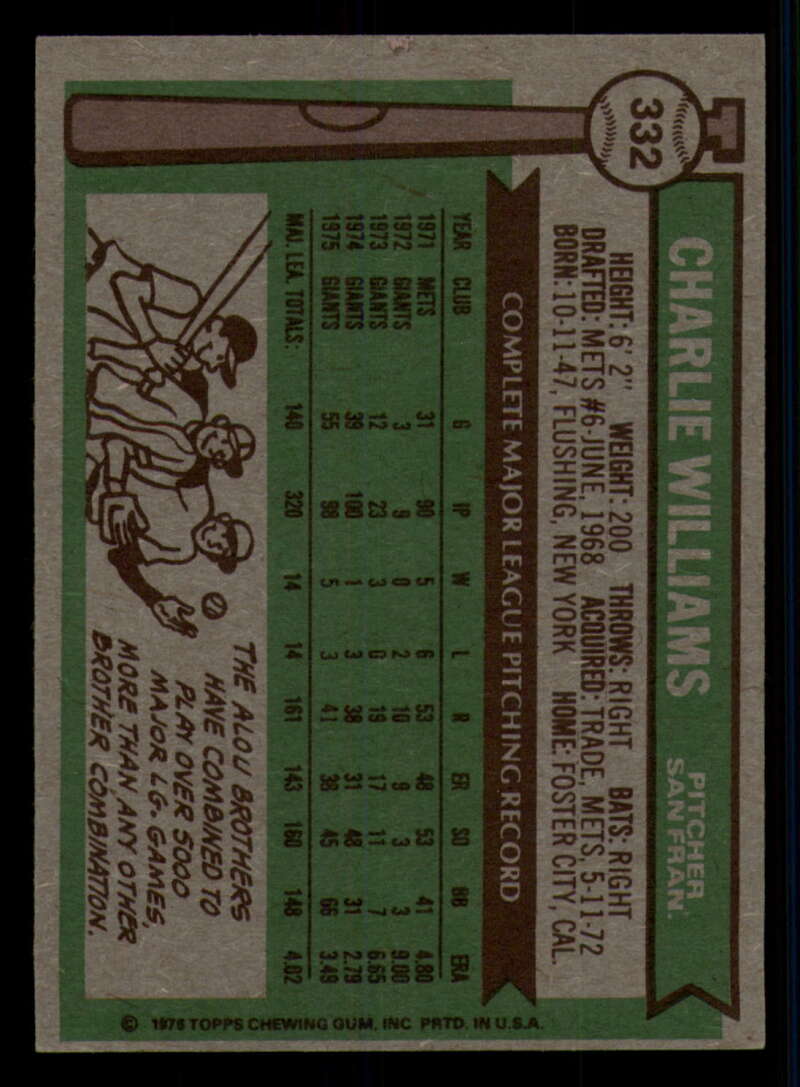 332
CHARLIE WILLIAMS
PITCHER
SAN FRAN.
HEIGHT: 6' 2" WEIGHT: 200 THROWS: RIGHT BATS: RIGHT
DRAFTED: METS #6-JUNE, 1968 ACQUIRED: TRADE, METS, 5-11-72
BORN: 10-11-47, FLUSHING, NEW YORK HOME: FOSTER CITY, CAL.
COMPLETE MAJOR LEAGUE PITCHING RECORD
YEAR CLUB G IP W L R ER SO BB ERA
1971 METS 31 90 5 6 53 48 53 41 4.80
1972 GIANTS 3 9 0 2 10 9 3 3 9.00
1973 GIANTS 12 23 3 0 19 17 11 7 6.65
1974 GIANTS 39 100 1 3 38 31 48 31 2.79
1975 GIANTS 55 98 5 3 41 38 45 66 3.49
MAJ. LEA. TOTALS: 140 320 14 14 161 143 160 148 4.02
THE ALOU BROTHERS
HAVE COMBINED TO
PLAY OVER 5000
MAJOR LG. GAMES,
MORE THAN ANY OTHER
BROTHER COMBINATION.
© 1976 TOPPS CHEWING GUM, INC PRTD. IN U.S.A.